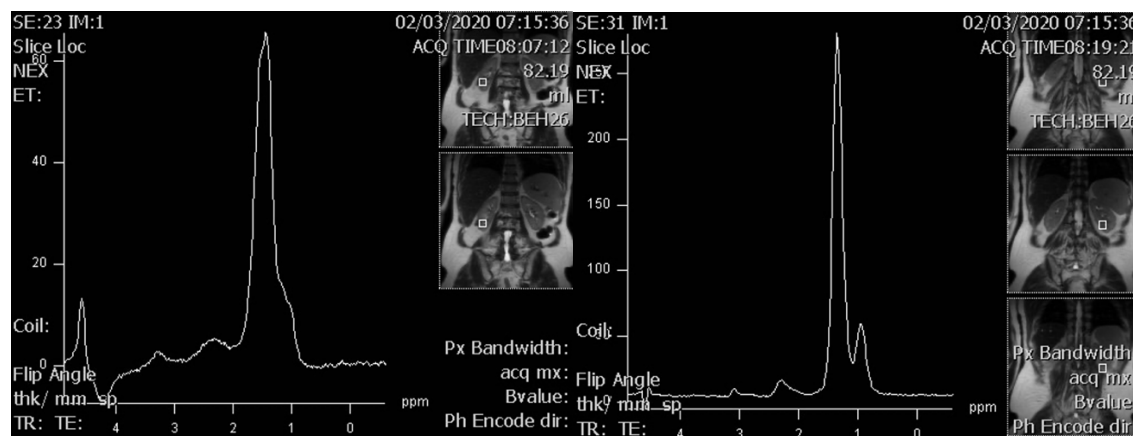 SE:23 IM:1
02/03/2020 07:15:36
Slice Loc
ACQ TIME08:07:12
NEX
82.19
ET:
ml
TECH:BEH26
60
40
20
0
Coil:
Flip Angle
thk/ mm sp
TR: TE:
4 3 2 1 0
ppm
Px Bandwidth:
acq mx:
Bvalue:
Ph Encode dir:
SE:31 IM:1
02/03/2020 07:15:36
Slice Loc
ACQ TIME08:19:21
NEX
82.19
ET:
TECH:BEH26
200
150
100
0
Coil:
Flip Angle
thk/ mm sp
TR: TE:
4 3 2 1 0
ppm
Px Bandwidth:
acq mx:
Bvalue:
Ph Encode dir: